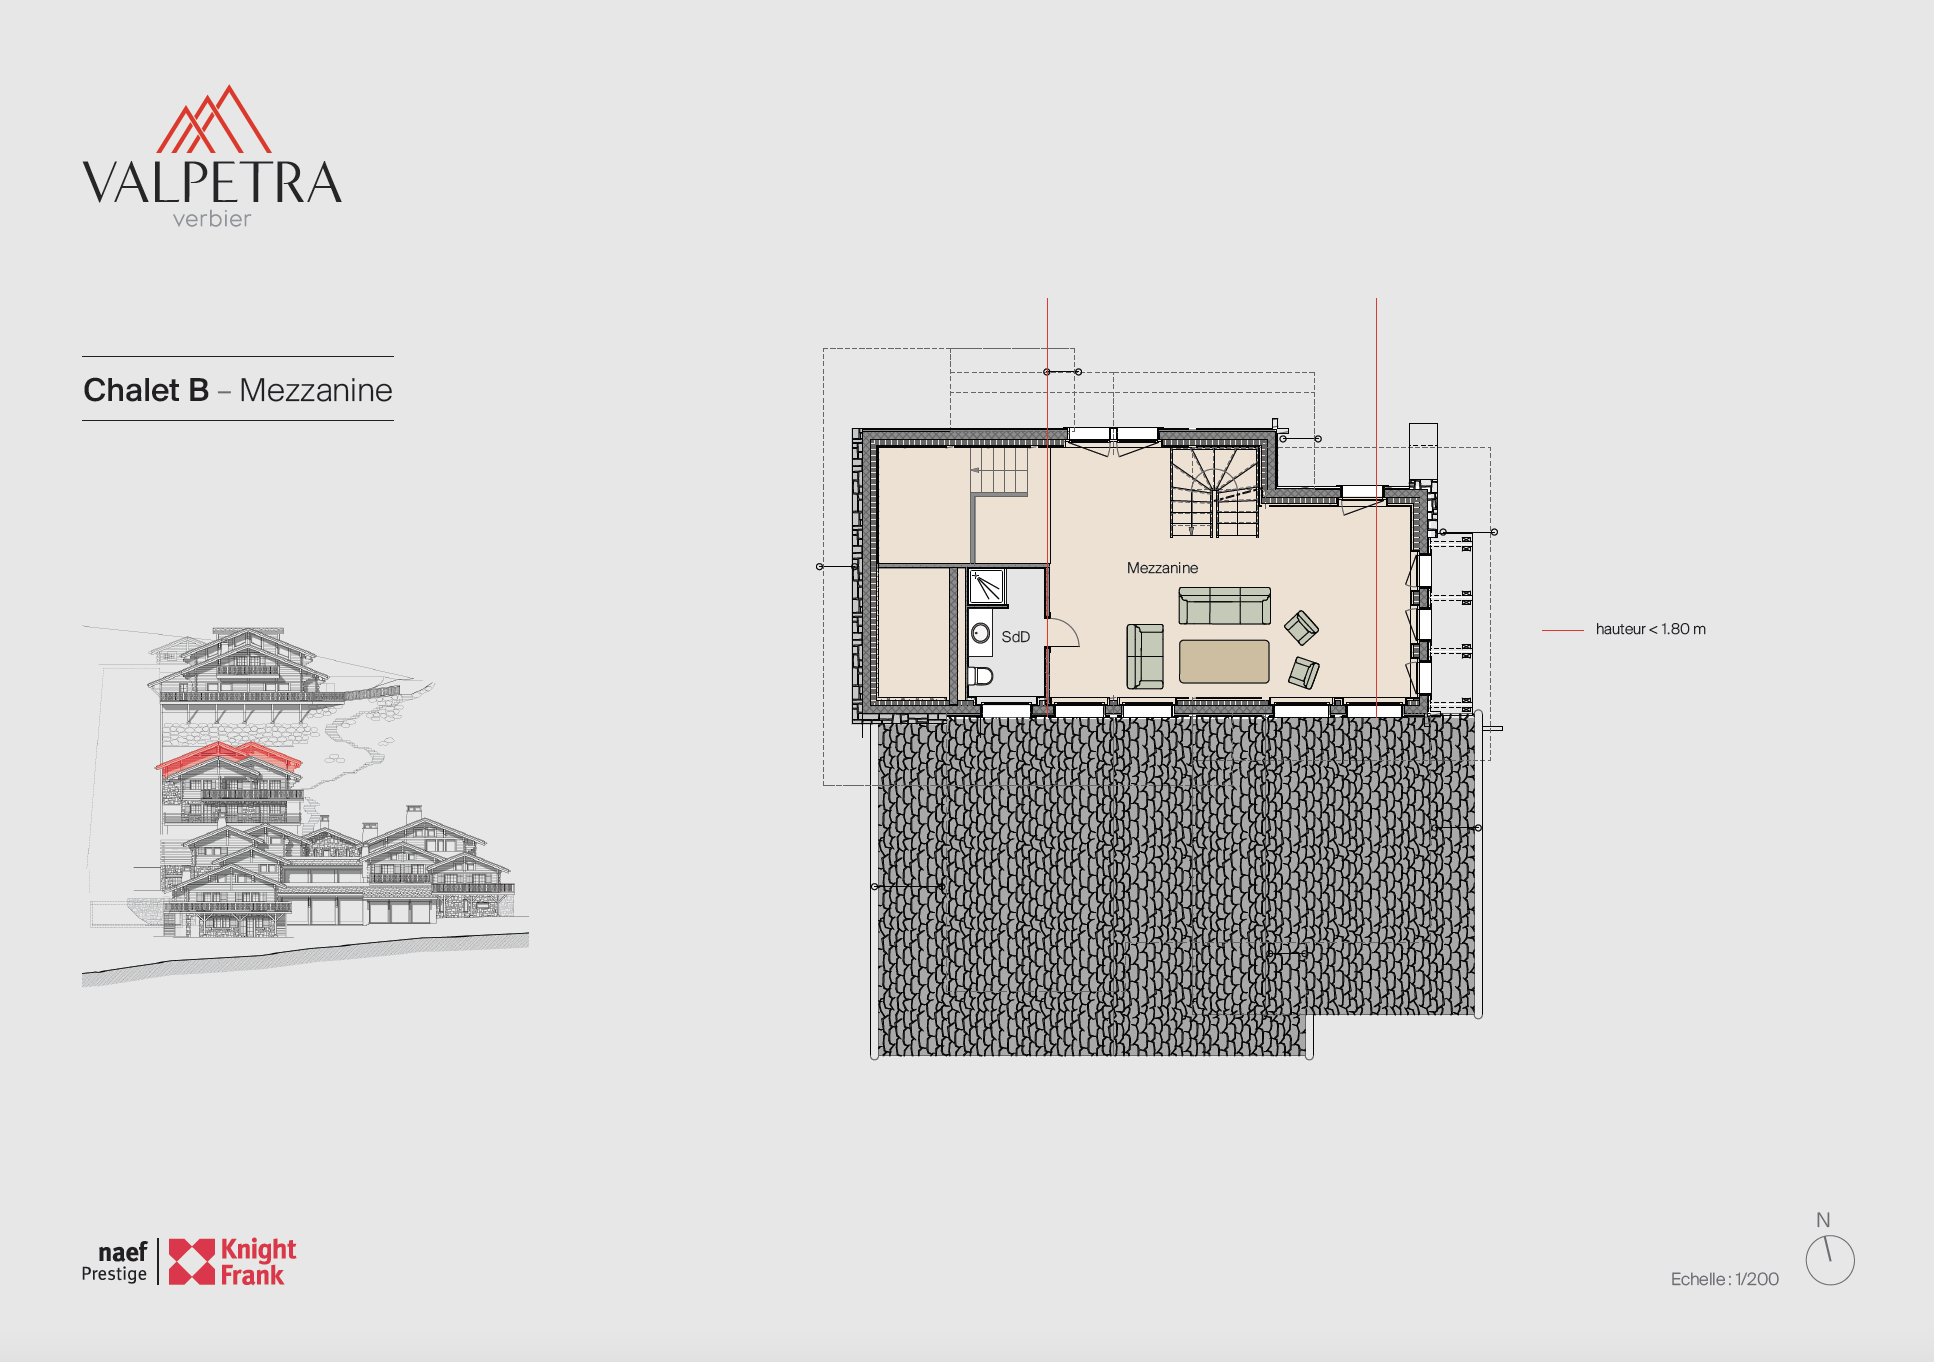 VALPETRA
verbier
Chalet B – Mezzanine
Mezzanine
SdD
hauteur < 1.80 m
naef
Prestige
Knight
Frank
N
Echelle : 1/200